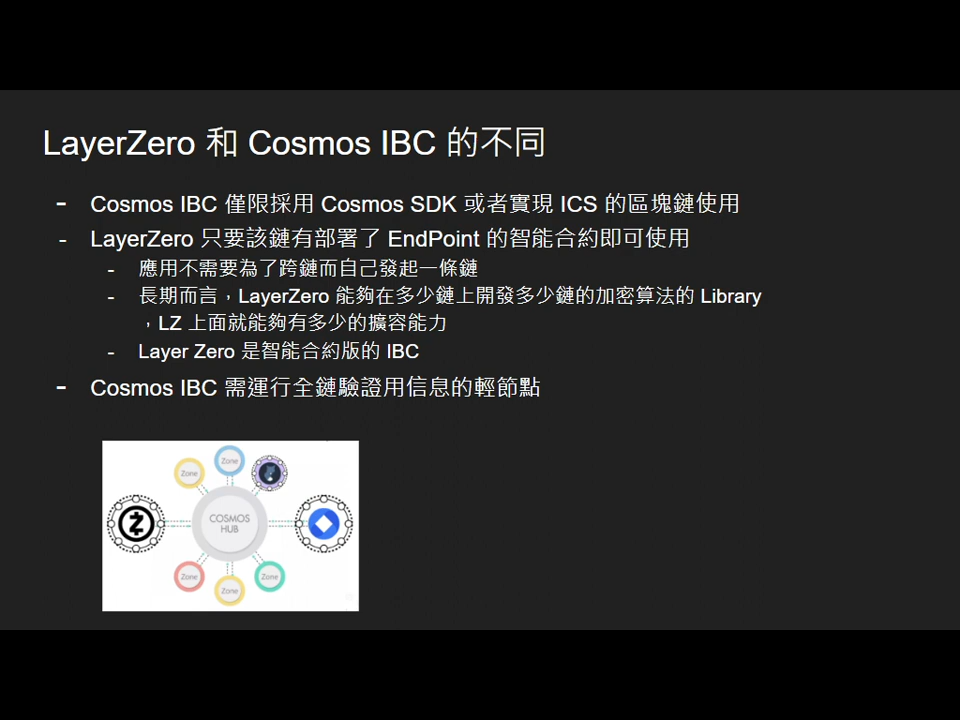 LayerZero 和 Cosmos IBC 的不同
- Cosmos IBC 僅限採用 Cosmos SDK 或者實現 ICS 的區塊鏈使用
- LayerZero 只要該鏈有部署了 EndPoint 的智能合約即可使用
- 應用不需要為了跨鏈而自己發起一條鏈
- 長期而言，LayerZero 能夠在多少鏈上開發多少鏈的加密算法的 Library
，LZ 上面就能夠有多少的擴容能力
- Layer Zero 是智能合約版的 IBC
- Cosmos IBC 需運行全鏈驗證用信息的輕節點
Zone
Zone
COSMOS
HUB
Zone
Zone
Zone